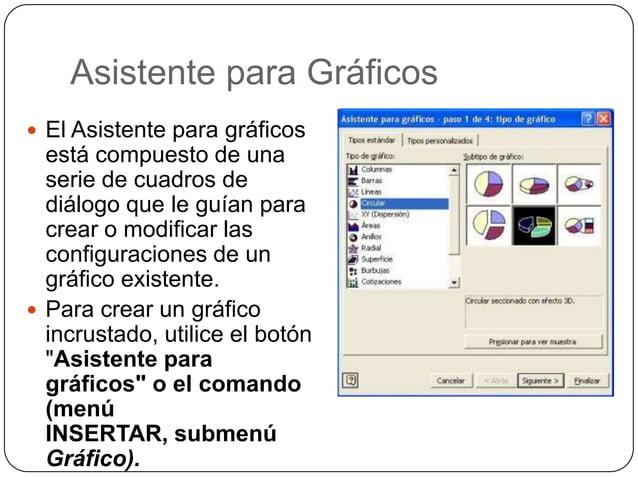 Asistente para Gráficos
El Asistente para gráficos
está compuesto de una
serie de cuadros de
diálogo que le guían para
crear o modificar las
configuraciones de un
gráfico existente.
Para crear un gráfico
incrustado, utilice el botón
"Asistente para
gráficos" o el comando
(menú
INSERTAR, submenú
Gráfico).
Asistente para gráficos - paso 1 de 4: tipo de gráfico
Tipos estándar
Tipos personalizados
Tipo de gráfico:
Columnas
Barras
Líneas
Circular
XY (Dispersión)
Áreas
Anillos
Radial
Superficie
Burbujas
Cotizaciones
Subtipo de gráfico:
Circular seccionado con efecto 3D.
Presionar para ver muestra
Cancelar
< Atrás
Siguiente >
Finalizar